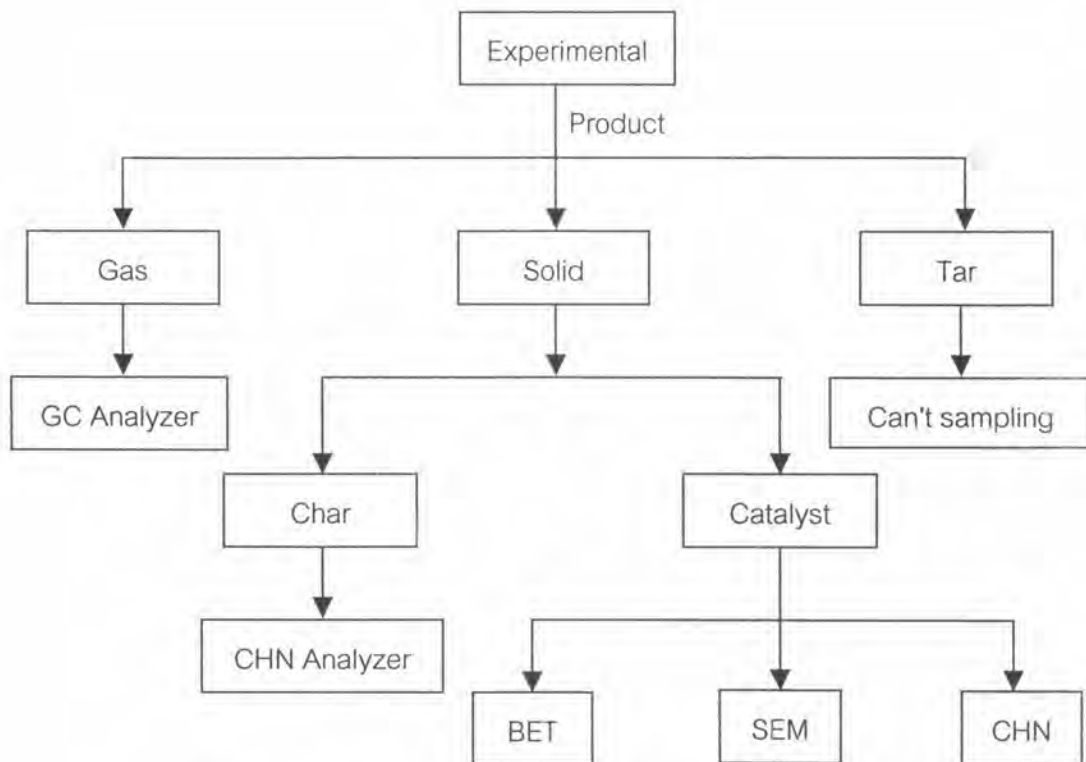 Experimental
Product
Gas
Solid
Tar
GC Analyzer
Can't sampling
Char
Catalyst
CHN Analyzer
BET
SEM
CHN